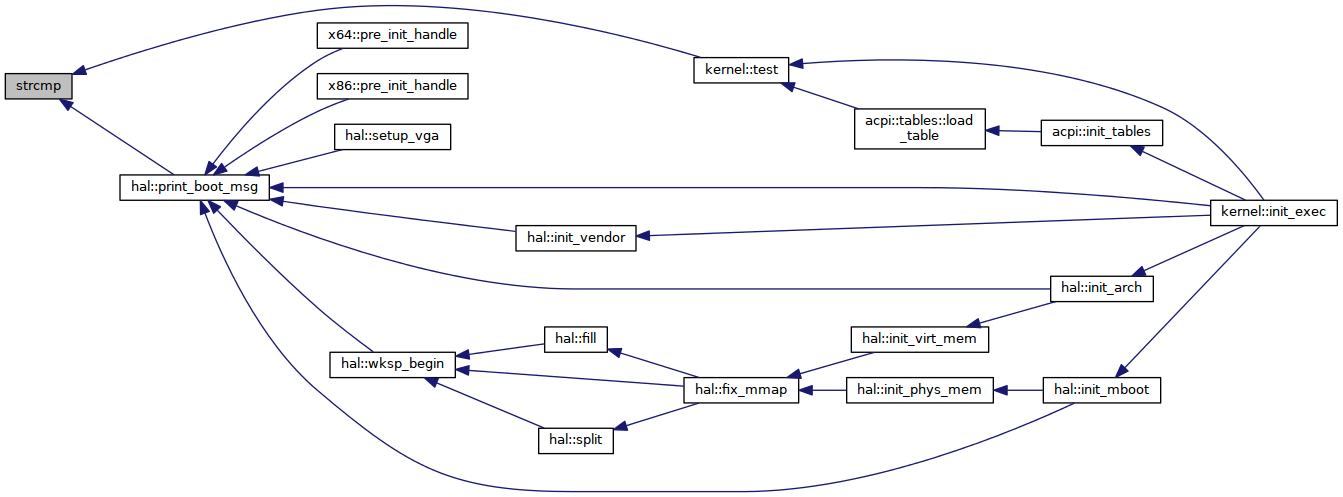 strcmp
x64::pre_init_handle
x86::pre_init_handle
hal::setup_vga
hal::print_boot_msg
kernel::test
acpi::tables::load
_table
acpi::init_tables
kernel::init_exec
hal::init_vendor
hal::init_arch
hal::fill
hal::init_virt_mem
hal::wksp_begin
hal::fix_mmap
hal::init_phys_mem
hal::init_mboot
hal::split